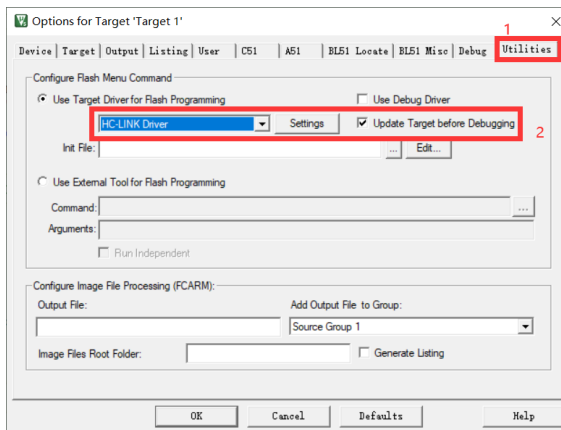 Options for Target 'Target 1'
1
Device Target Output Listing User C51 A51 BL51 Locate BL51 Misc Debug Utilities
Configure Flash Menu Command
Use Target Driver for Flash Programming
Use Debug Driver
HC-LINK Driver
Settings
Update Target before Debugging
2
Init File:
...
Edit...
Use External Tool for Flash Programming
Command:
...
Arguments:
Run Independent
Configure Image File Processing (FCARM):
Output File:
Add Output File to Group:
Source Group 1
Image Files Root Folder:
Generate Listing
OK
Cancel
Defaults
Help